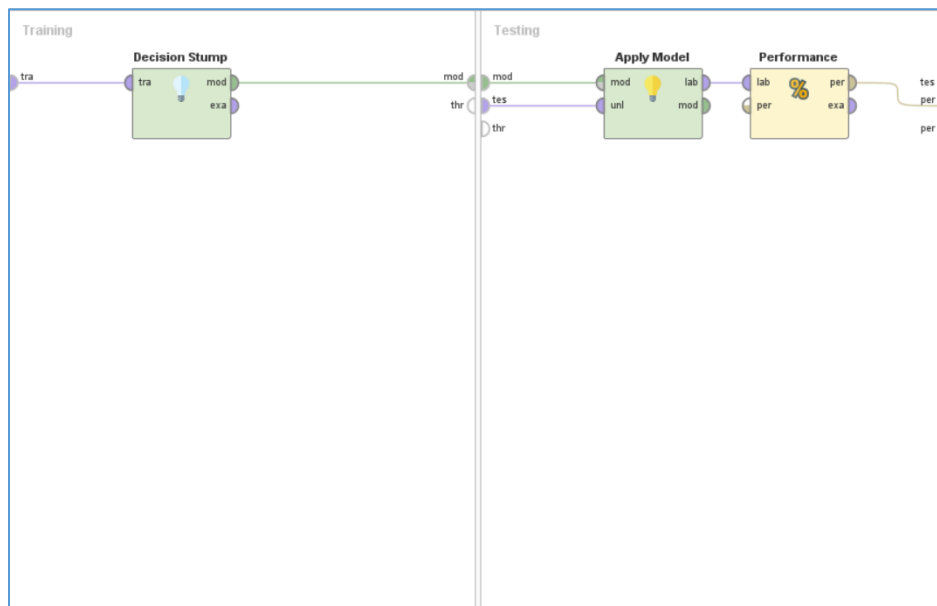 Training
Testing
Decision Stump
Apply Model
Performance
tra
tra
mod
mod
mod
mod
lab
lab
per
tes
exa
thr
tes
unl
mod
per
exa
per
thr
per